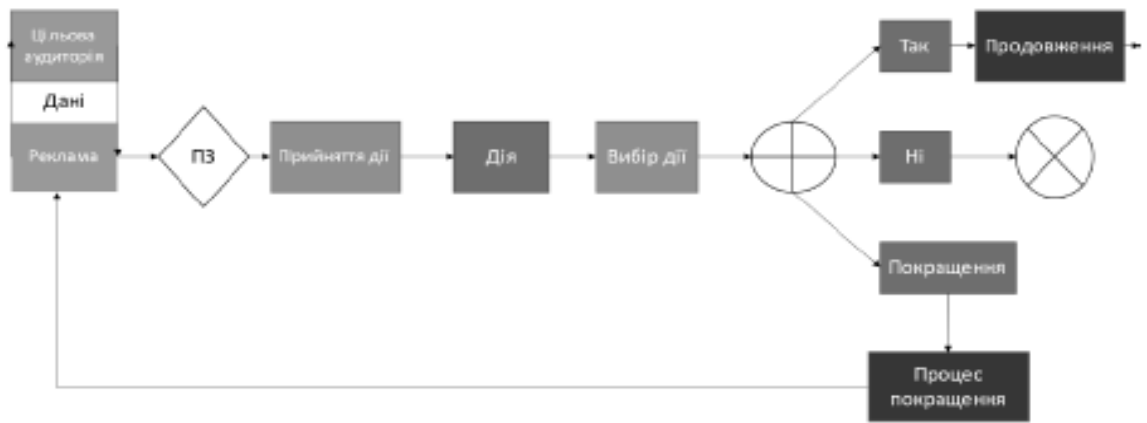 Цільова
аудиторія
Дані
Реклама
ПЗ
Прийняття дії
Дія
Вибір дії
Так
Продовження
Ні
Покращення
Процес
покращення